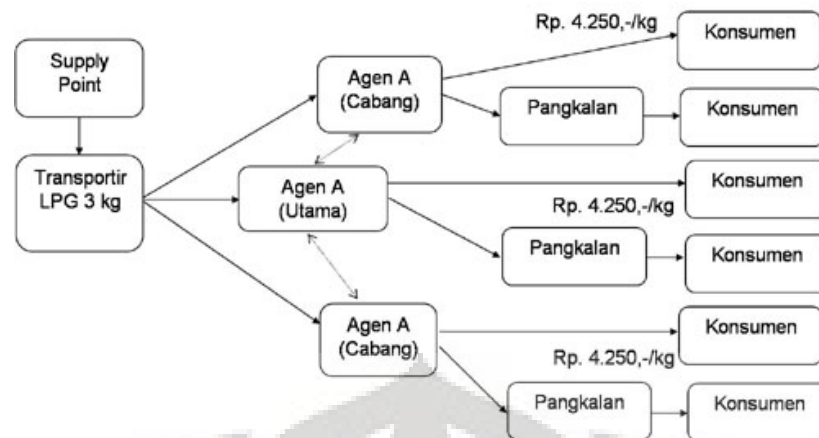 Supply
Point
Transportir
LPG 3 kg
Agen A
(Cabang)
Rp. 4.250,-/kg
Konsumen
Pangkalan
Konsumen
Agen A
(Utama)
Konsumen
Rp. 4.250,-/kg
Pangkalan
Konsumen
Agen A
(Cabang)
Konsumen
Rp. 4.250,-/kg
Pangkalan
Konsumen